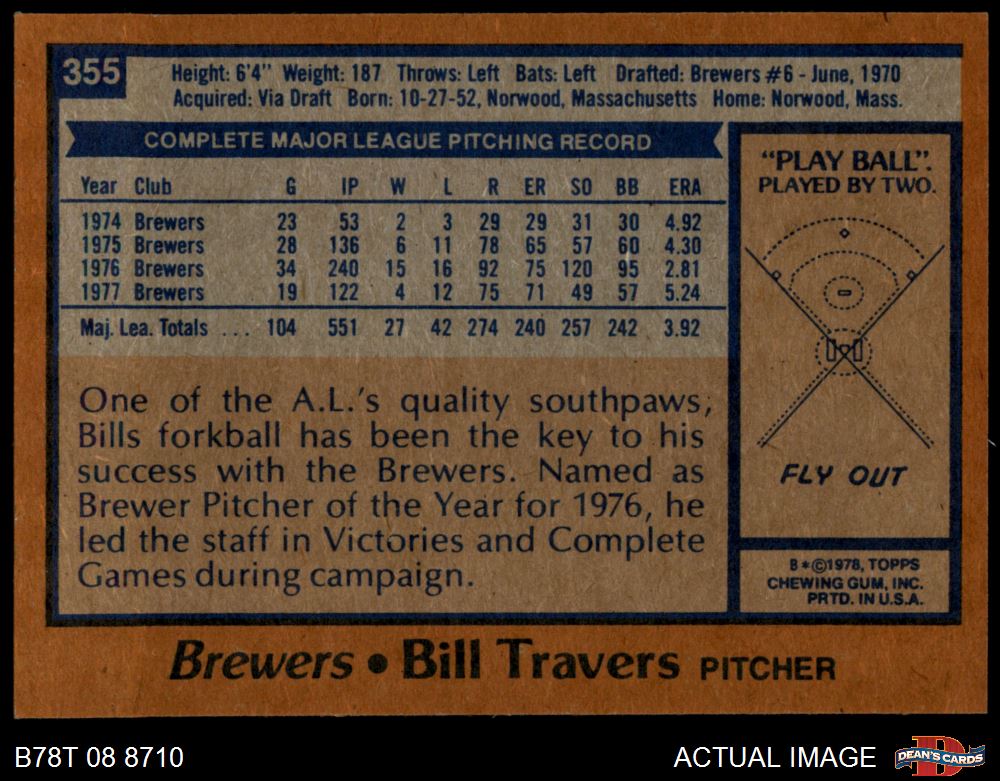 355
Height: 6'4" Weight: 187 Throws: Left Bats: Left Drafted: Brewers #6 - June, 1970
Acquired: Via Draft Born: 10-27-52, Norwood, Massachusetts Home: Norwood, Mass.
COMPLETE MAJOR LEAGUE PITCHING RECORD
Year Club G IP W L R ER SO BB ERA
1974 Brewers 23 53 2 3 29 29 31 30 4.92
1975 Brewers 28 136 6 11 78 65 57 60 4.30
1976 Brewers 34 240 15 16 92 75 120 95 2.81
1977 Brewers 19 122 4 12 75 71 49 57 5.24
Maj. Lea. Totals . . . 104 551 27 42 274 240 257 242 3.92
One of the A.L.'s quality southpaws,
Bills forkball has been the key to his
success with the Brewers. Named as
Brewer Pitcher of the Year for 1976, he
led the staff in Victories and Complete
Games during campaign.
"PLAY BALL".
PLAYED BY TWO.
FLY OUT
B*©1978, TOPPS
CHEWING GUM, INC.
PRTD. IN U.S.A.
Brewers • Bill Travers PITCHER
B78T 08 8710
ACTUAL IMAGE
D
DEAN'S CARDS